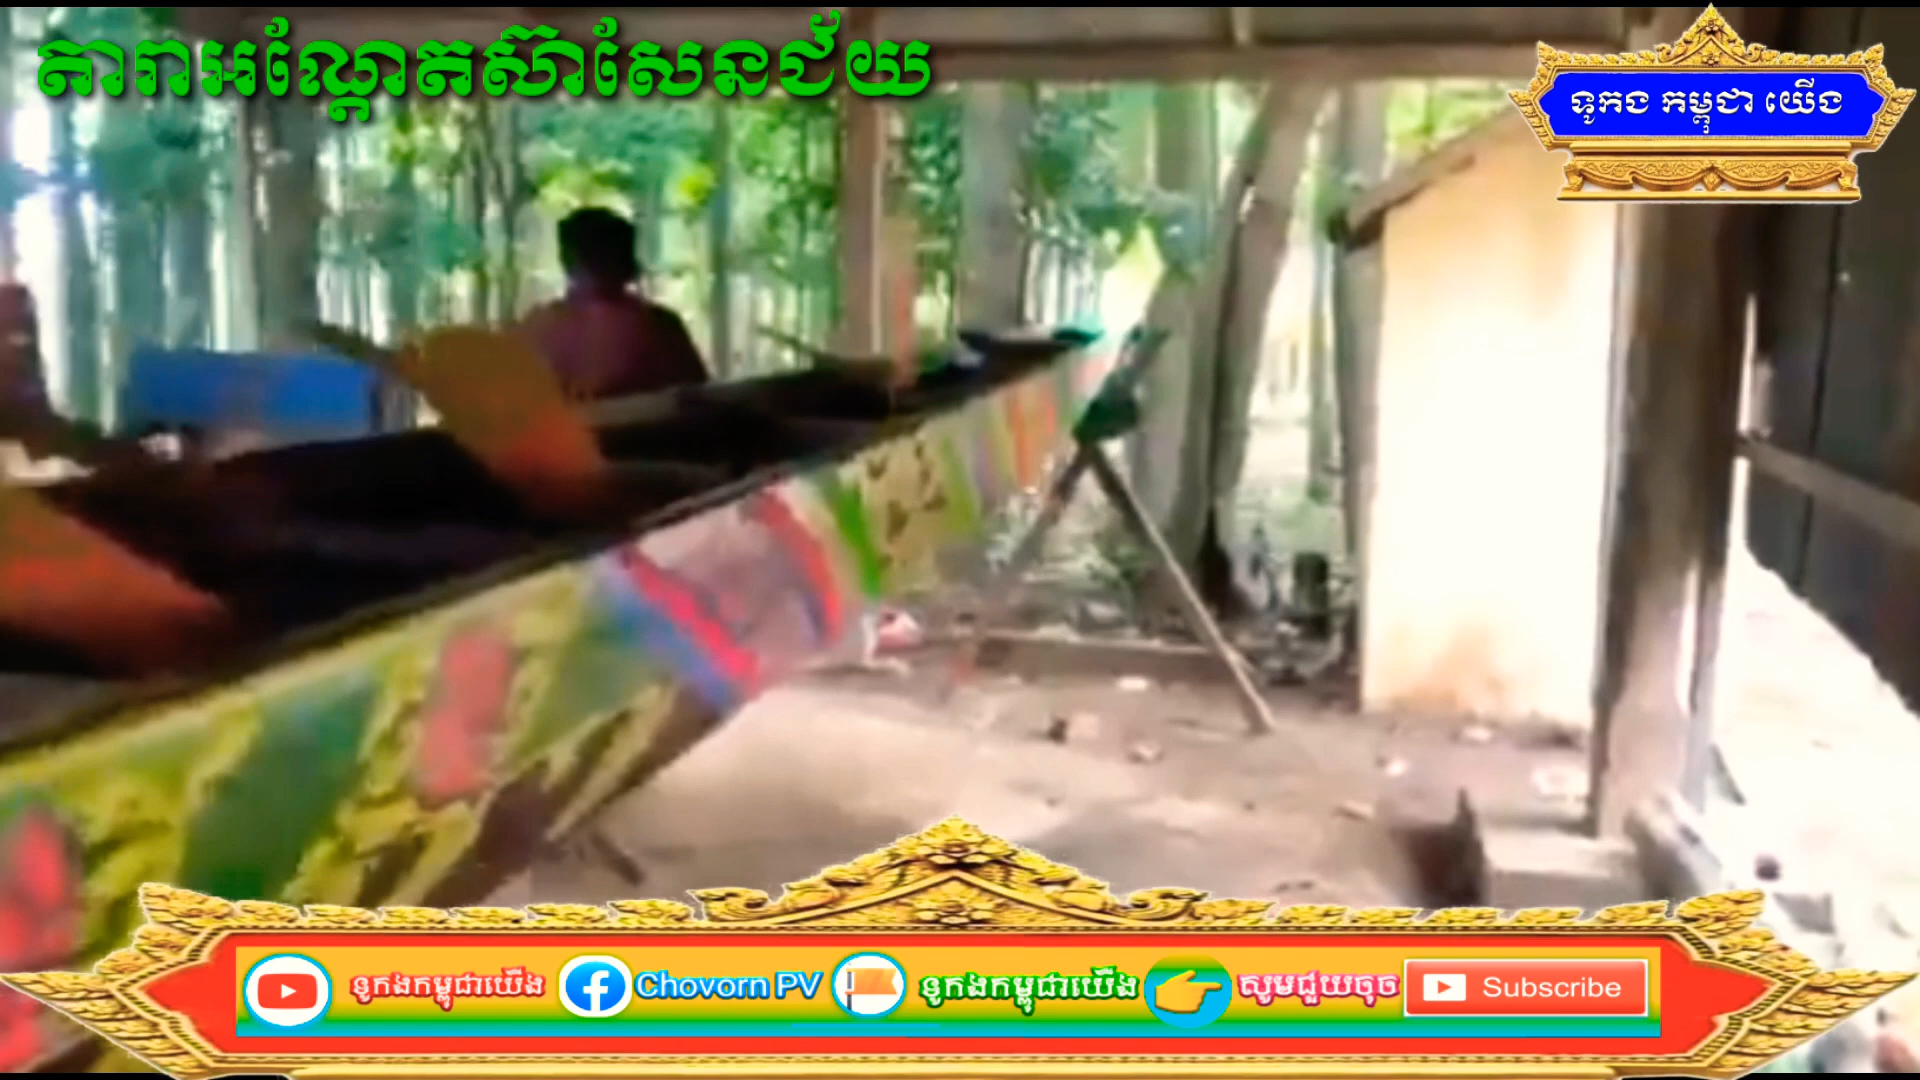 តារាអណ្ដែតស៊ាសែនជ័យ
ទូកង កម្ពុជា យើង
ទូកងកម្ពុជាយើង Chovorn PV ទូកងកម្ពុជាយើង សូមជួយចុច Subscribe